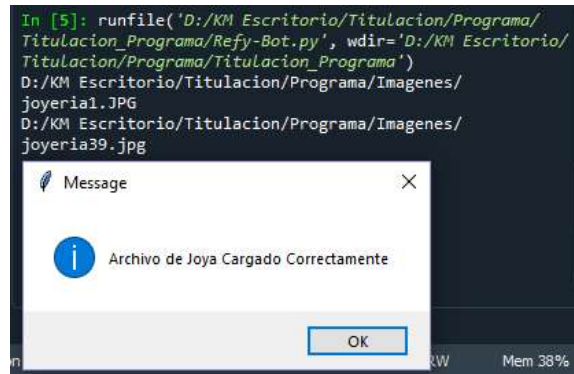 In [5]: runfile('D:/KM Escritorio/Titulacion/Programa/
Titulacion_Programa/Refy-Bot.py', wdir='D:/KM Escritorio/
Titulacion/Programa/Titulacion_Programa')
D:/KM Escritorio/Titulacion/Programa/Imagenes/
joyeria1.JPG
D:/KM Escritorio/Titulacion/Programa/Imagenes/
joyeria39.jpg
Message
Archivo de Joya Cargado Correctamente
OK
Mem 38%